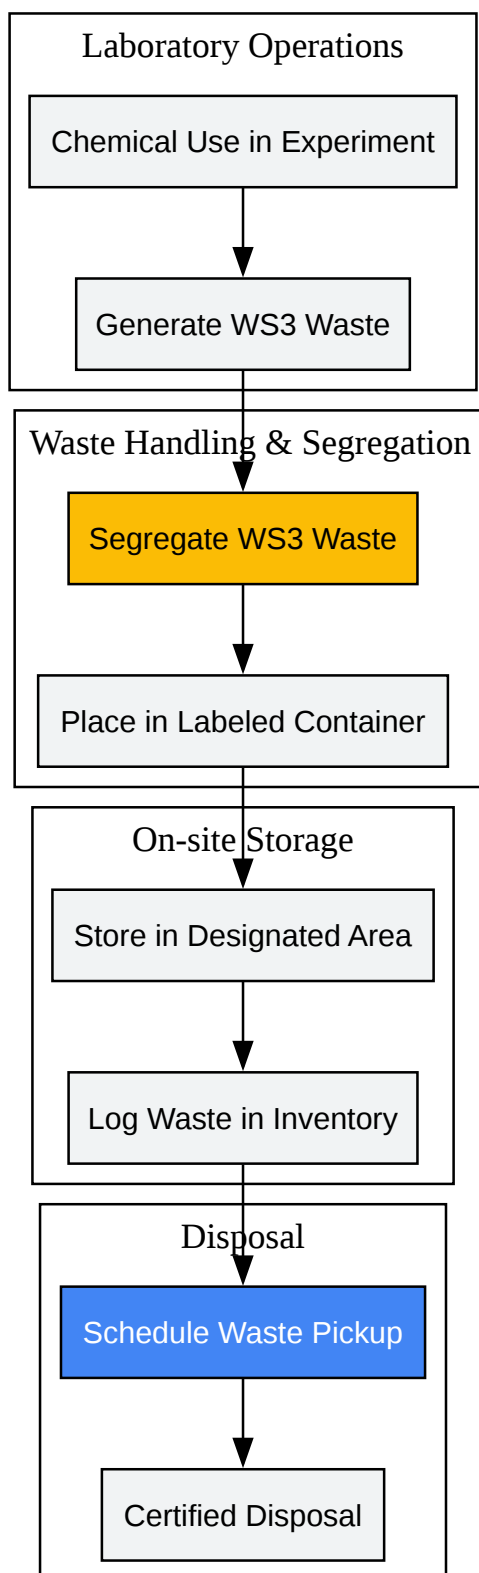 Laboratory Operations
Chemical Use in Experiment
Generate WS3 Waste
Waste Handling & Segregation
Segregate WS3 Waste
Place in Labeled Container
On-site Storage
Store in Designated Area
Log Waste in Inventory
Disposal
Schedule Waste Pickup
Certified Disposal